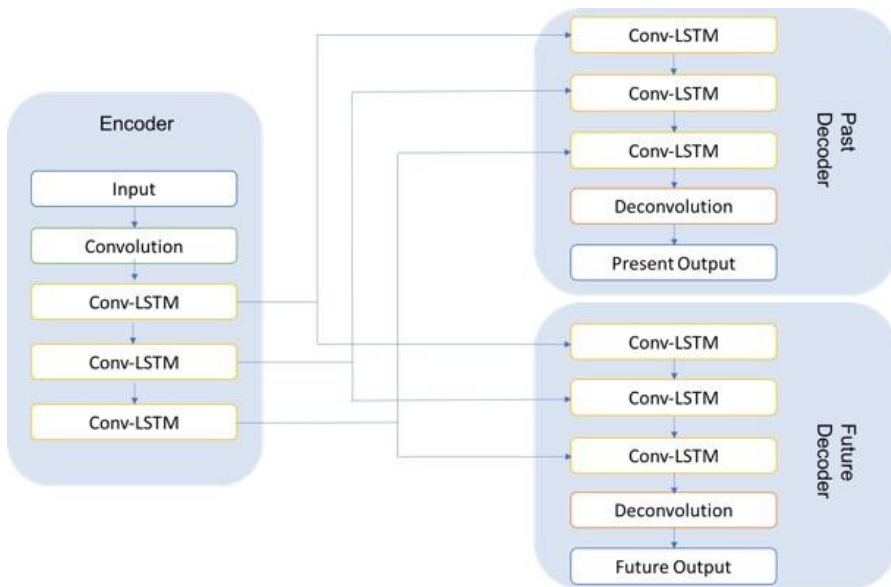 Encoder
Input
Convolution
Conv-LSTM
Conv-LSTM
Conv-LSTM
Conv-LSTM
Conv-LSTM
Conv-LSTM
Deconvolution
Present Output
Past
Decoder
Conv-LSTM
Conv-LSTM
Conv-LSTM
Deconvolution
Future Output
Future
Decoder